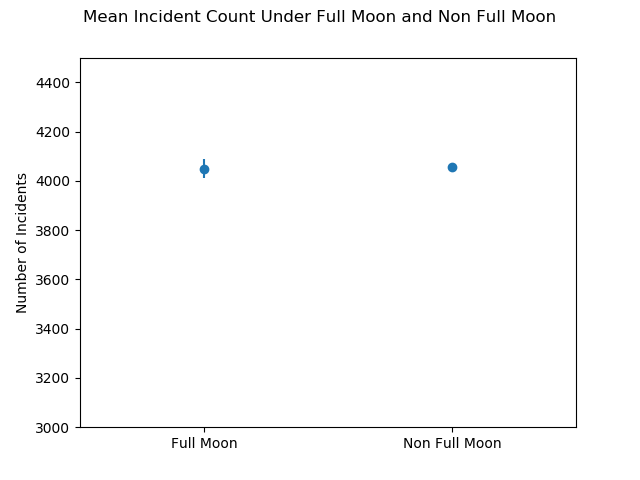 Mean Incident Count Under Full Moon and Non Full Moon
4400
4200
4000
3800
3600
3400
3200
3000
Number of Incidents
Full Moon
Non Full Moon